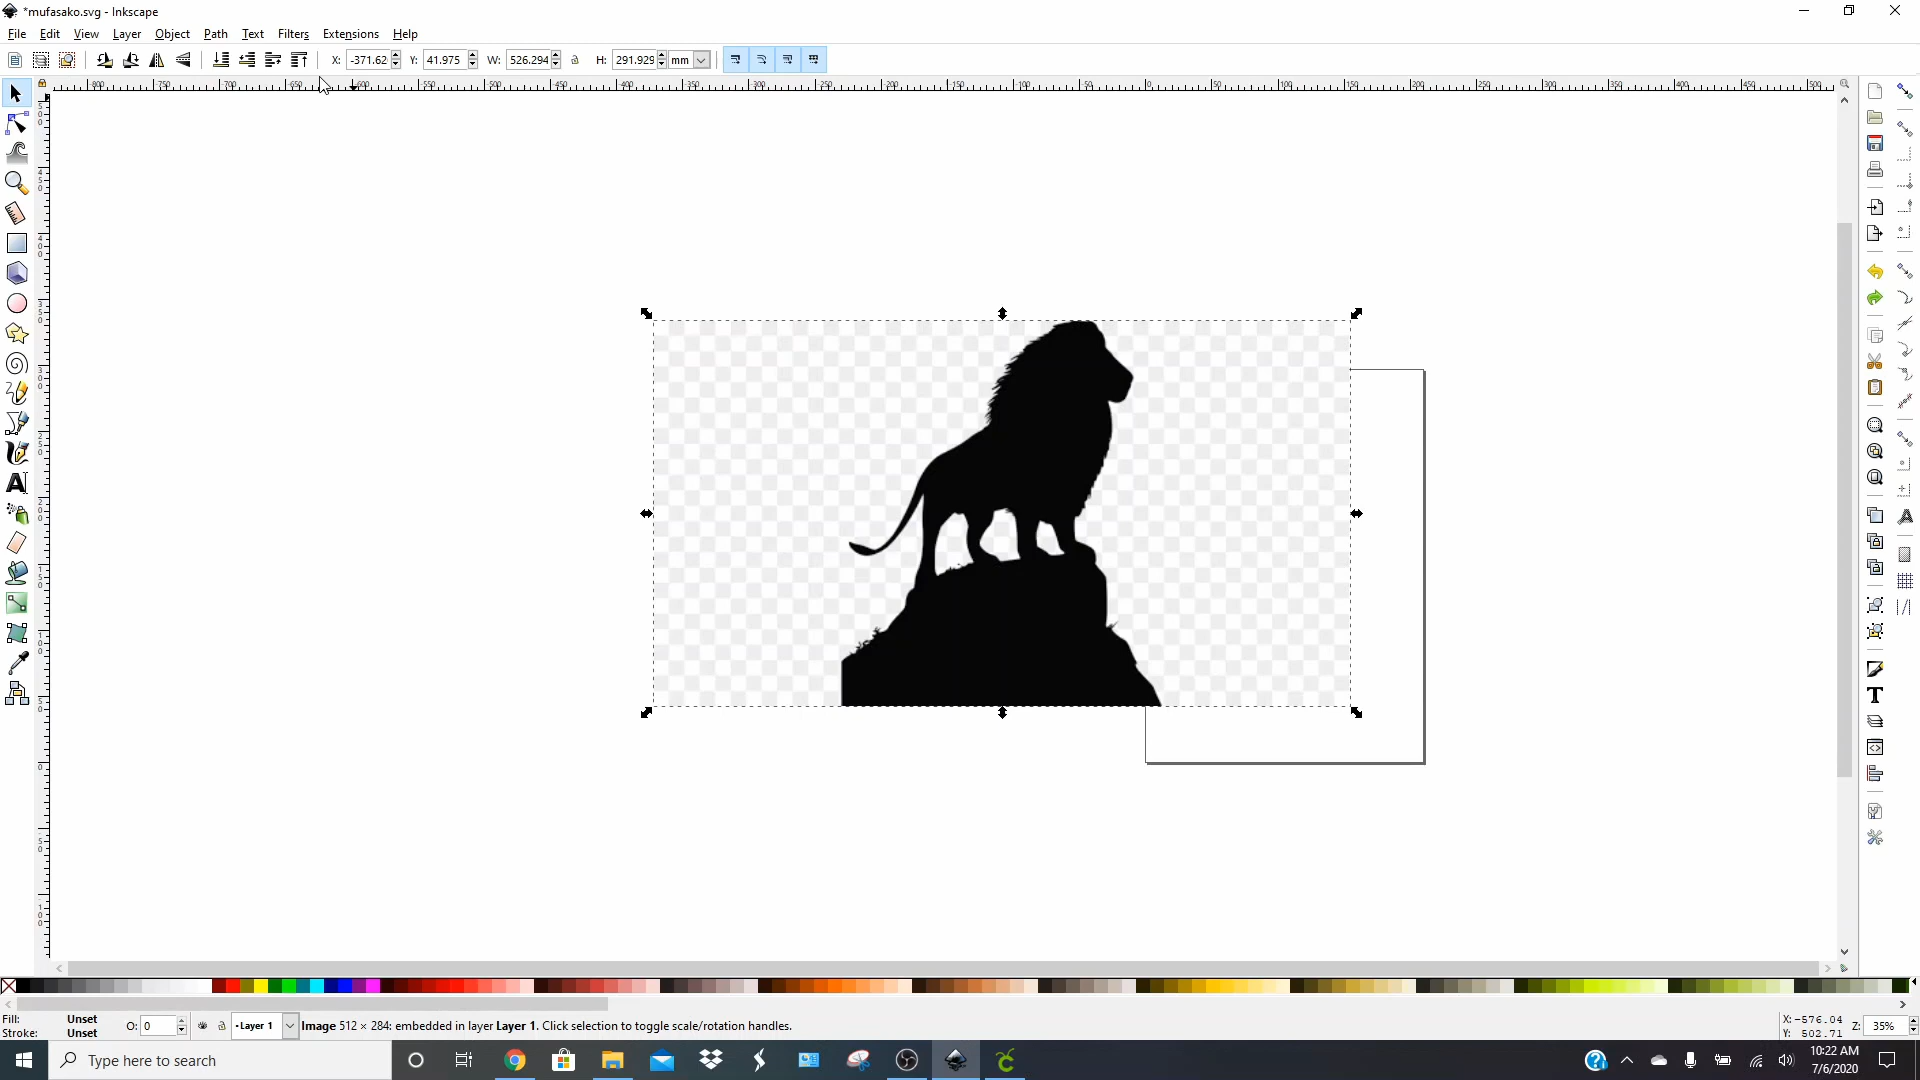 *mufasako.svg - Inkscape
File Edit View Layer Object Path Text Filters Extensions Help
X: -371.62 Y: 41.975 W: 526.294 H: 291.929 mm
Fill: Unset
Stroke: Unset
O: 0
•Layer 1
Image 512 × 284: embedded in layer Layer 1. Click selection to toggle scale/rotation handles.
X: -576.04
Y: 502.71
Z: 35%
Type here to search
10:22 AM
7/6/2020